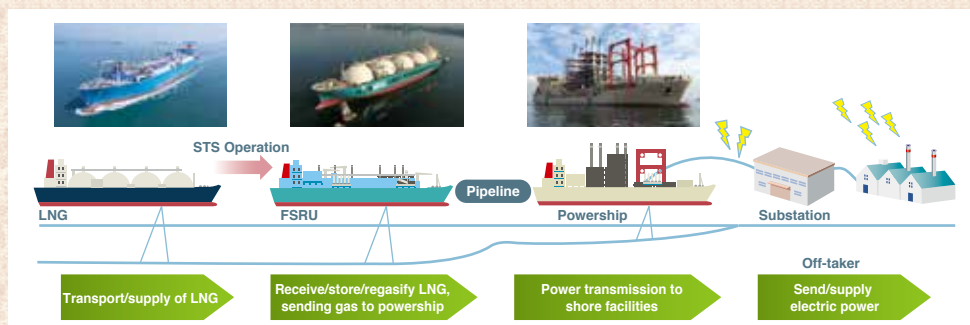 STS Operation
LNG
FSRU
Pipeline
Powership
Substation
Off-taker
Transport/supply of LNG
Receive/store/regasify LNG,
sending gas to powership
Power transmission to
shore facilities
Send/supply
electric power